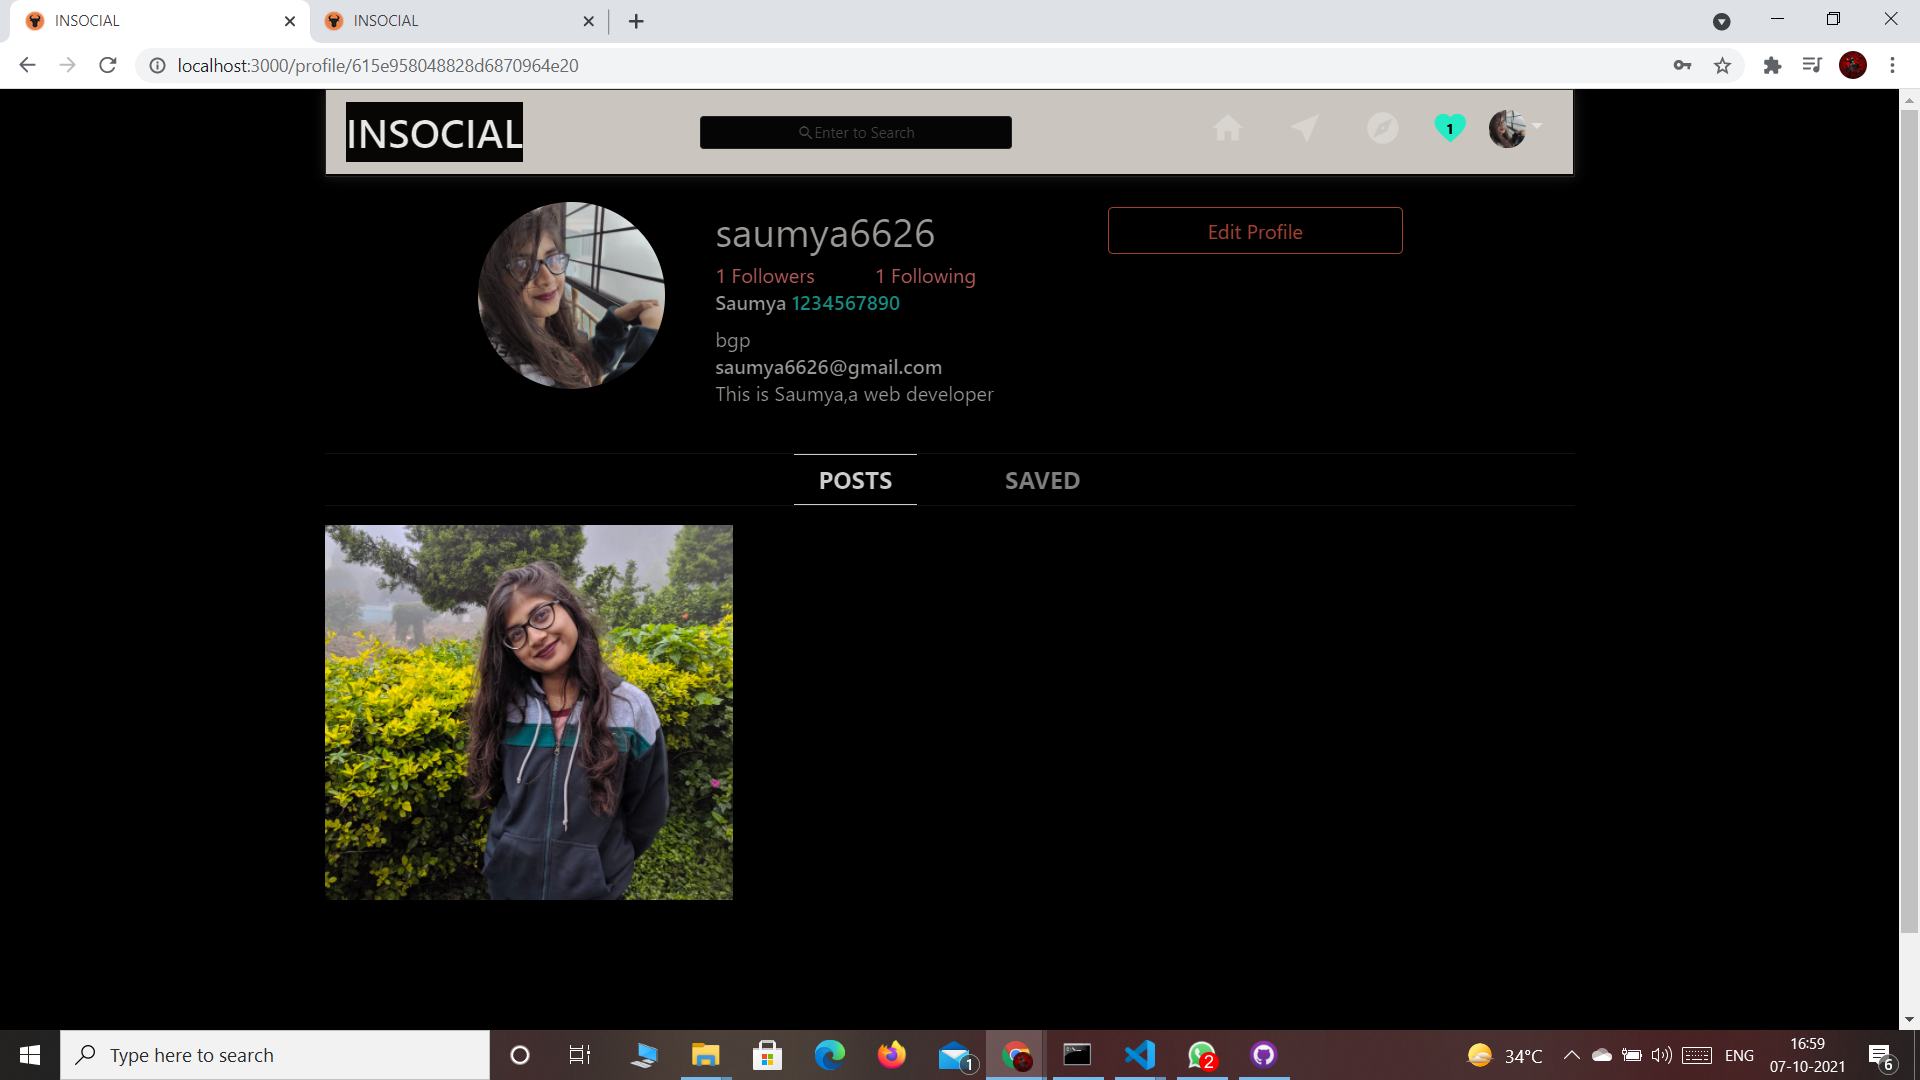 INSOCIAL
INSOCIAL
localhost:3000/profile/615e958048828d6870964e20
INSOCIAL
Enter to Search
1
saumya6626
Edit Profile
1 Followers 1 Following
Saumya 1234567890
bgp
saumya6626@gmail.com
This is Saumya,a web developer
POSTS SAVED
Type here to search
1
2
34°C
ENG
16:59
07-10-2021
6